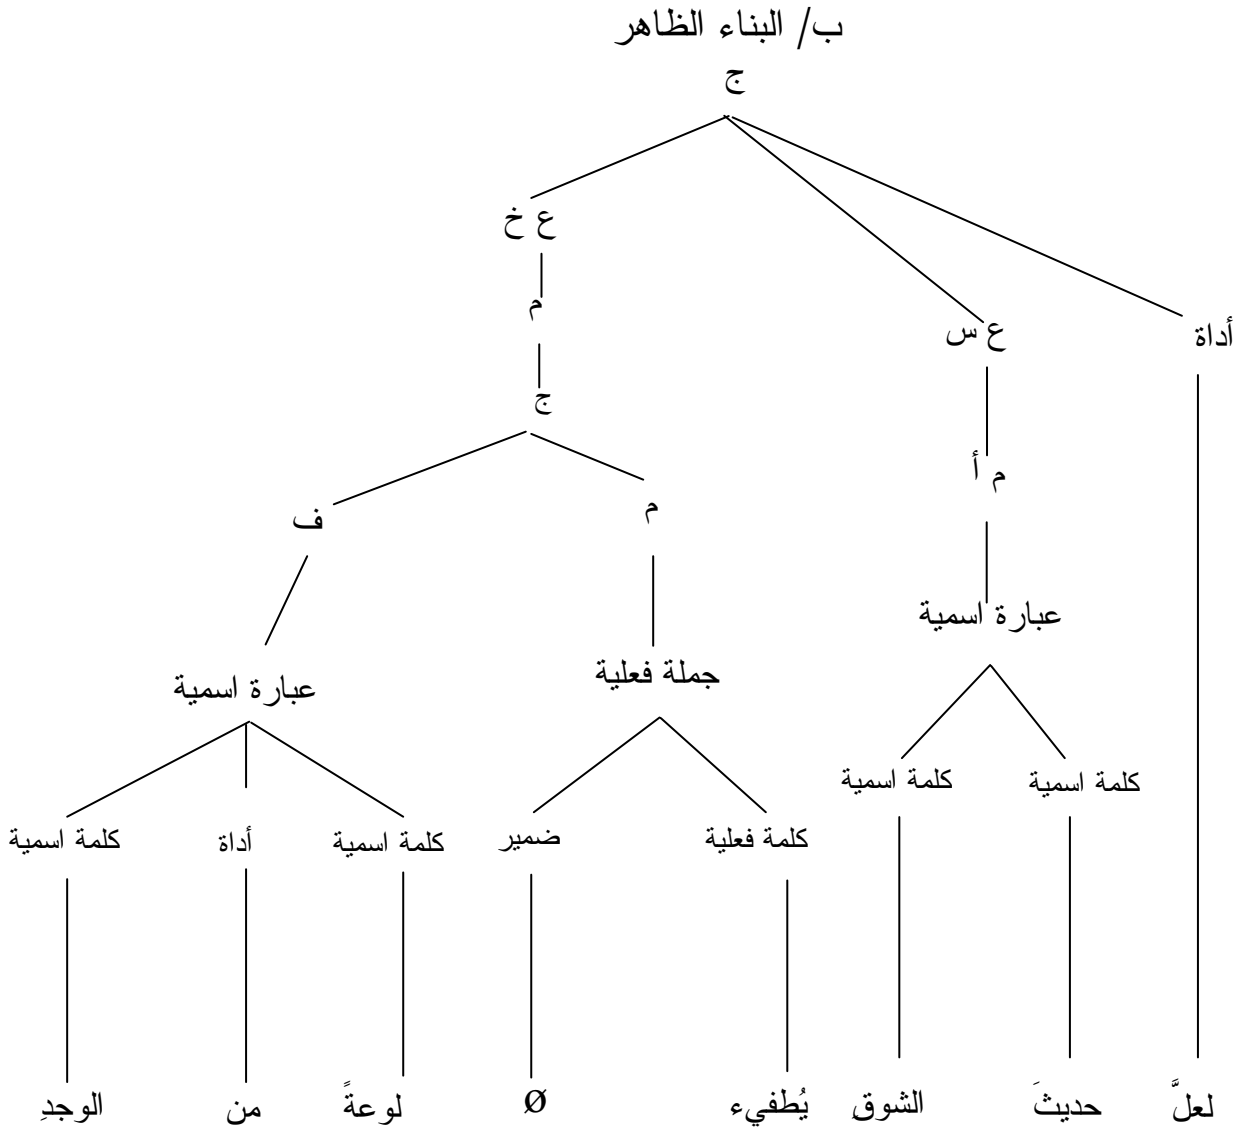 ب/ البناء الظاهر
ج
ع خ
م
أداة
ع س
ج
م أ
م
ف
عبارة اسمية
جملة فعلية
عبارة اسمية
كلمة اسمية
كلمة اسمية
كلمة فعلية
ضمير
كلمة اسمية
أداة
كلمة اسمية
لعلَّ حديثَ الشوقِ يُطفيء Ø لوعةً من الوجدِ